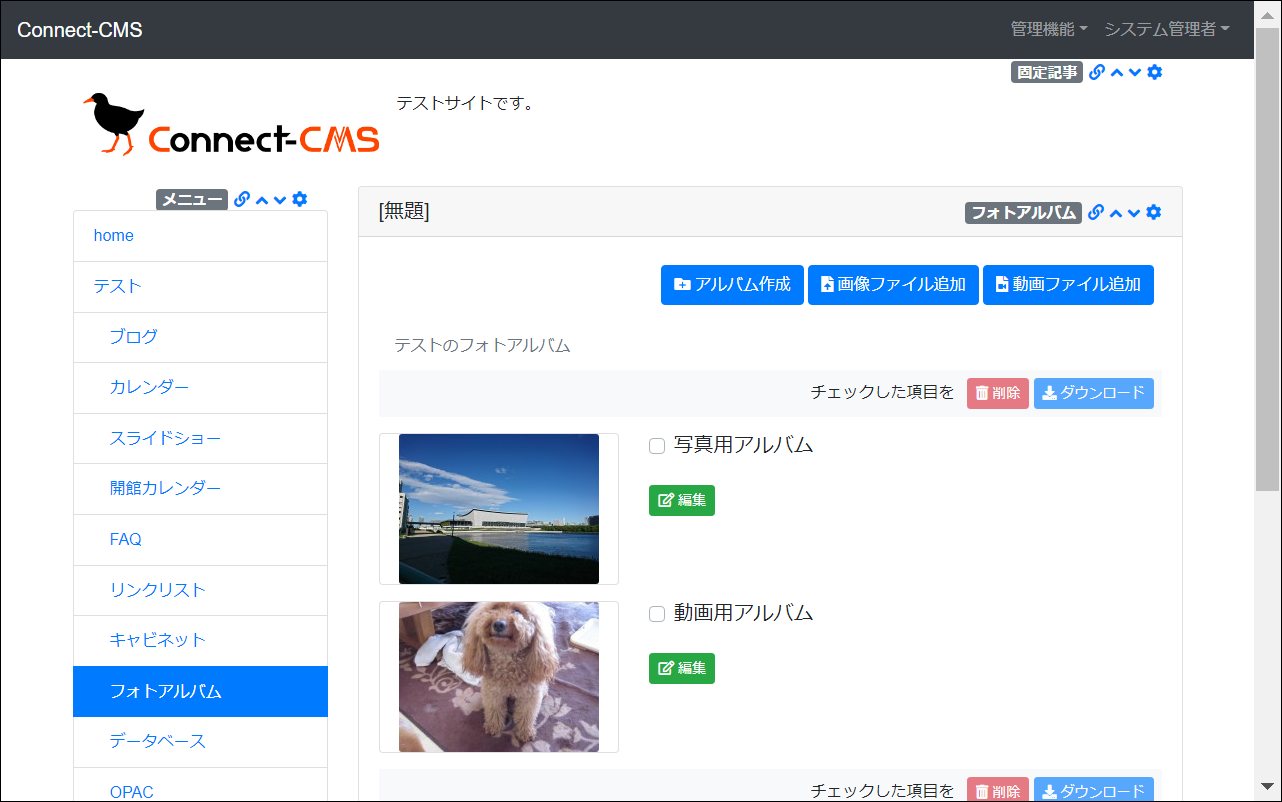 Connect-CMS
管理機能 システム管理者
固定記事
Connect-CMS
テストサイトです。
メニュー
home
テスト
ブログ
カレンダー
スライドショー
開館カレンダー
FAQ
リンクリスト
キャビネット
フォトアルバム
データベース
OPAC
[無題] フォトアルバム
アルバム作成 画像ファイル追加 動画ファイル追加
テストのフォトアルバム
チェックした項目を 削除 ダウンロード
写真用アルバム
編集
動画用アルバム
編集
チェックした項目を 削除 ダウンロード